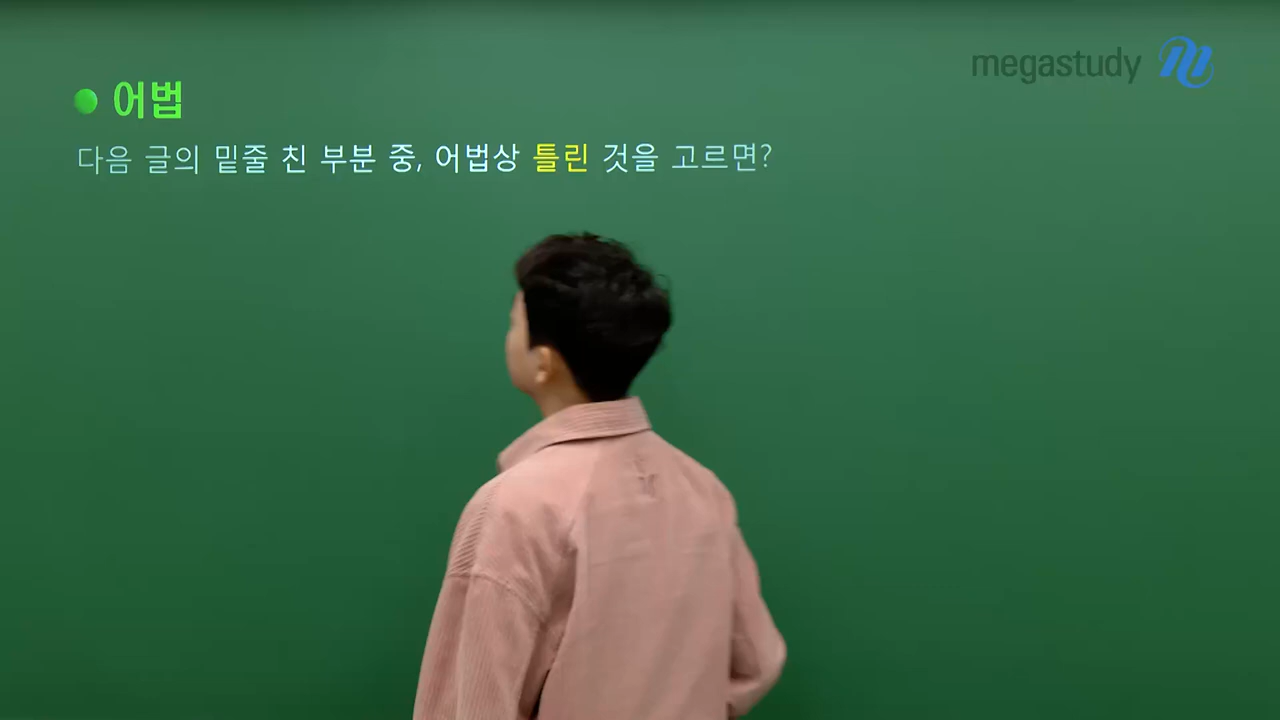 megastudy
어법
다음 글의 밑줄 친 부분 중, 어법상 틀린 것을 고르면?